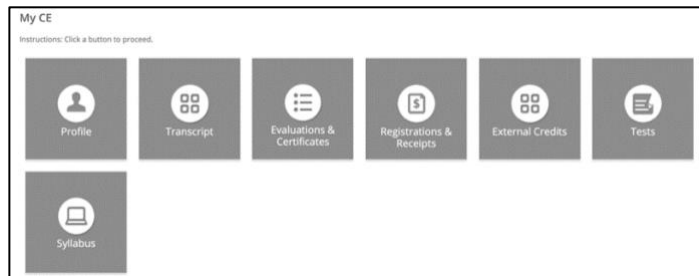 My CE
Instructions: Click a button to proceed.
Profile
Transcript
Evaluations &
Certificates
Registrations &
Receipts
External Credits
Tests
Syllabus